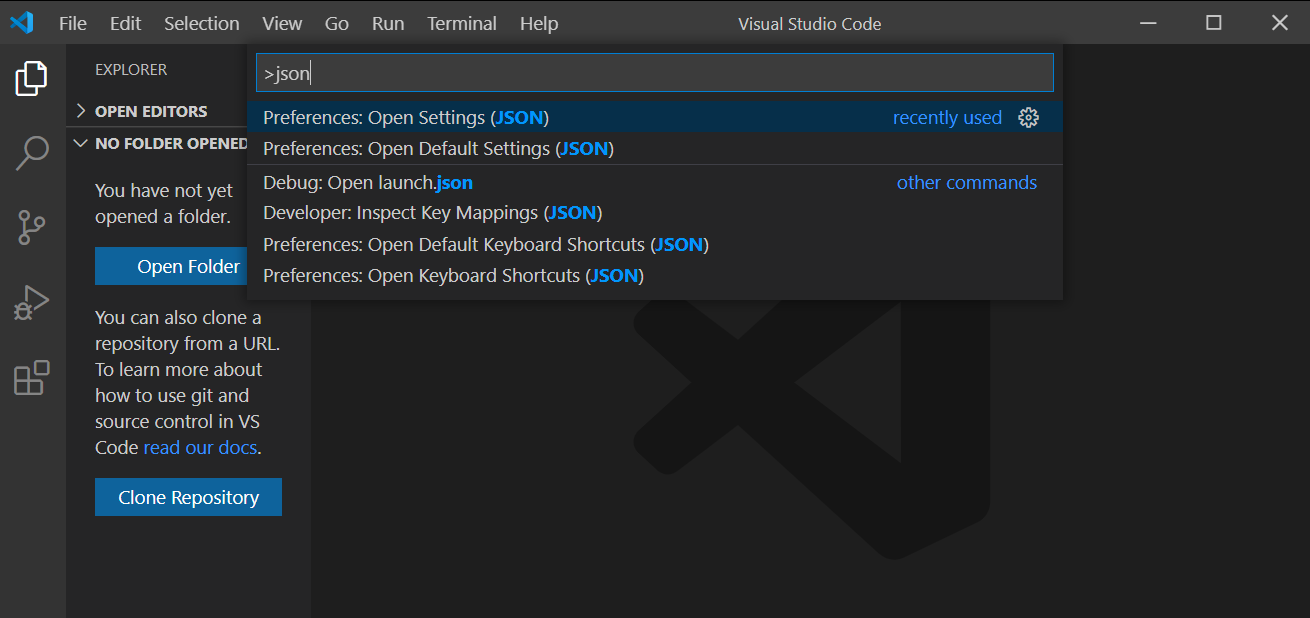 File Edit Selection View Go Run Terminal Help Visual Studio Code
EXPLORER
OPEN EDITORS
NO FOLDER OPENED
You have not yet
opened a folder.
Open Folder
You can also clone a
repository from a URL.
To learn more about
how to use git and
source control in VS
Code read our docs.
Clone Repository
>json
Preferences: Open Settings (JSON) recently used
Preferences: Open Default Settings (JSON)
Debug: Open launch.json other commands
Developer: Inspect Key Mappings (JSON)
Preferences: Open Default Keyboard Shortcuts (JSON)
Preferences: Open Keyboard Shortcuts (JSON)